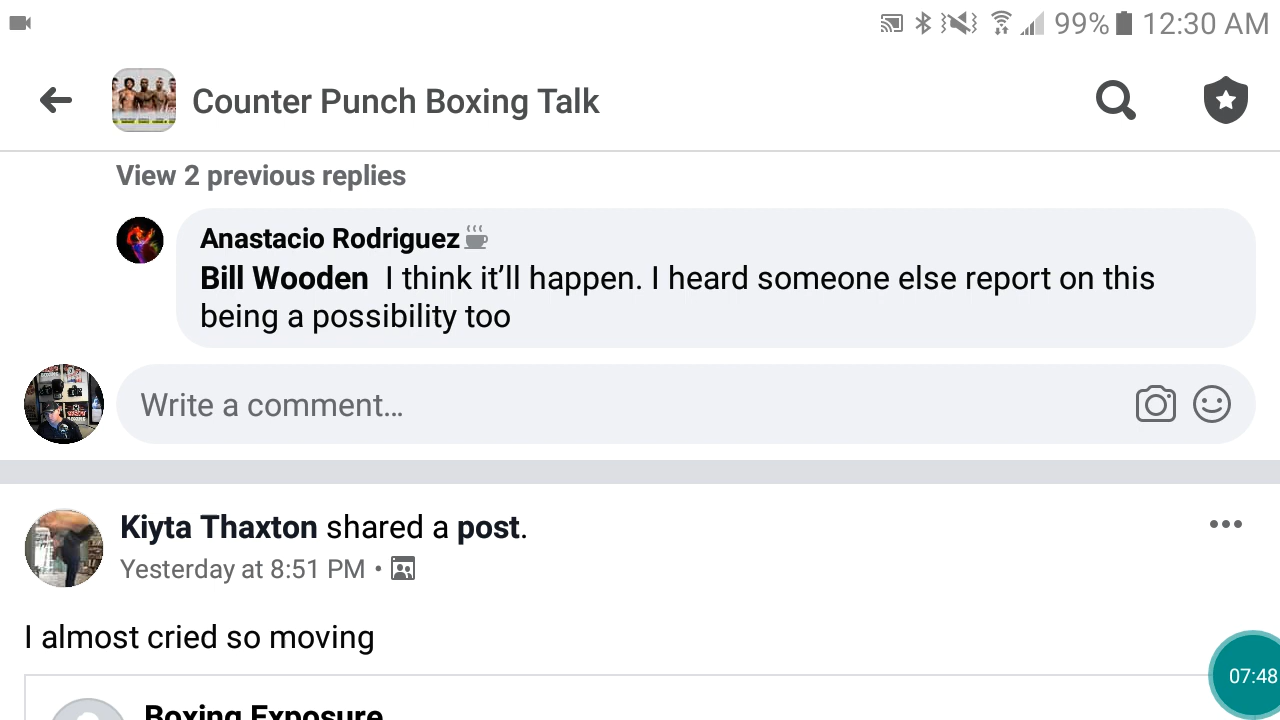 99% 12:30 AM
Counter Punch Boxing Talk
View 2 previous replies
Anastacio Rodriguez
Bill Wooden I think it’ll happen. I heard someone else report on this
being a possibility too
Write a comment...
Kiyta Thaxton shared a post.
Yesterday at 8:51 PM •
I almost cried so moving
07:48
Boxing Exposure